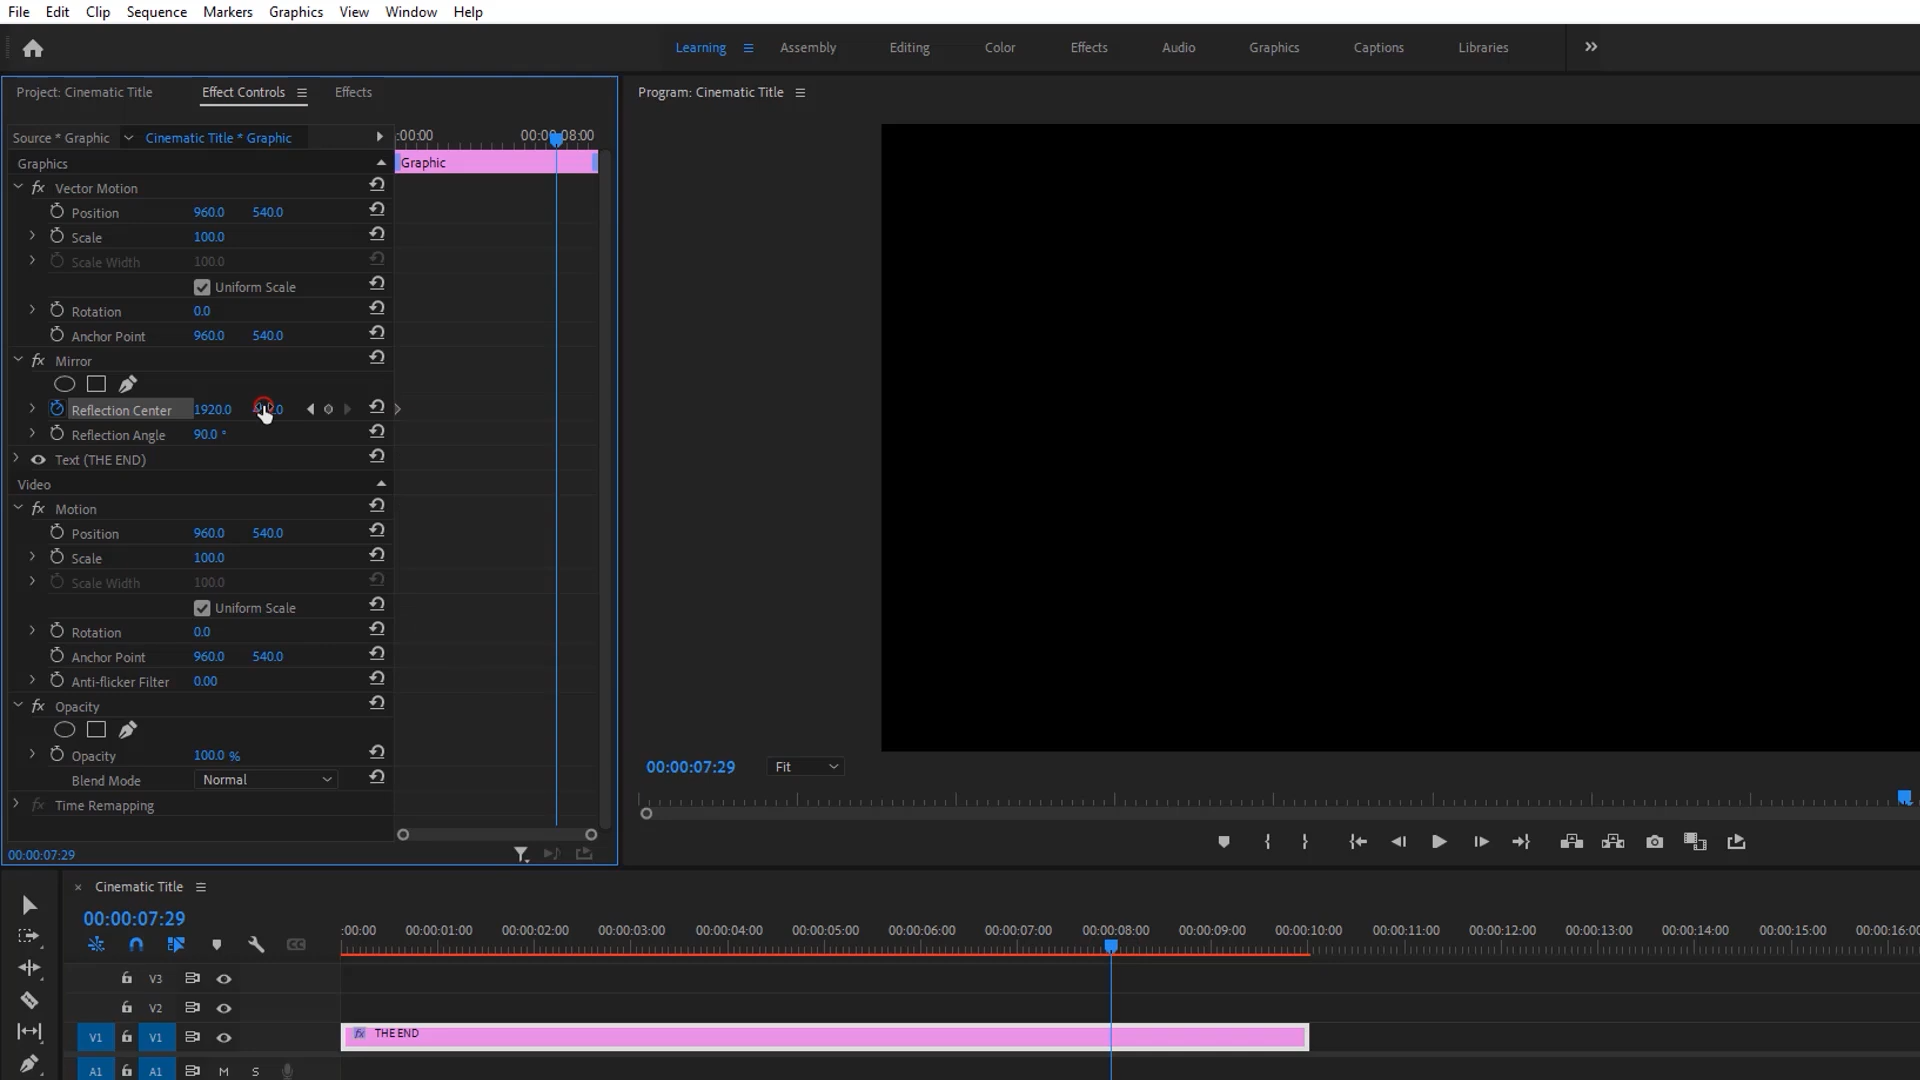 File Edit Clip Sequence Markers Graphics View Window Help
Learning Assembly Editing Color Effects Audio Graphics Captions Libraries
Project: Cinematic Title Effect Controls Effects
Program: Cinematic Title
Source * Graphic Cinematic Title * Graphic :00:00
Graphics Graphic
fx Vector Motion
Position 960.0 540.0
Scale 100.0
Scale Width 100.0
Uniform Scale
Rotation 0.0
Anchor Point 960.0 540.0
fx Mirror
Reflection Center 1920.0
Reflection Angle 90.0 °
Text (THE END)
Video
fx Motion
Position 960.0 540.0
Scale 100.0
Scale Width 100.0
Uniform Scale
Rotation 0.0
Anchor Point 960.0 540.0
Anti-flicker Filter 0.00
fx Opacity
Opacity 100.0 %
Blend Mode Normal
fx Time Remapping
00:00:07:29
00:00:07:29 Fit
× Cinematic Title
00:00:07:29
:00:00 00:00:01:00 00:00:02:00 00:00:03:00 00:00:04:00 00:00:05:00 00:00:06:00 00:00:07:00 00:00:08:00 00:00:09:00 00:00:10:00 00:00:11:00 00:00:12:00 00:00:13:00 00:00:14:00 00:00:15:00 00:00:16:00
CC
V3
V2
V1 V1 fx THE END
A1 A1 M S